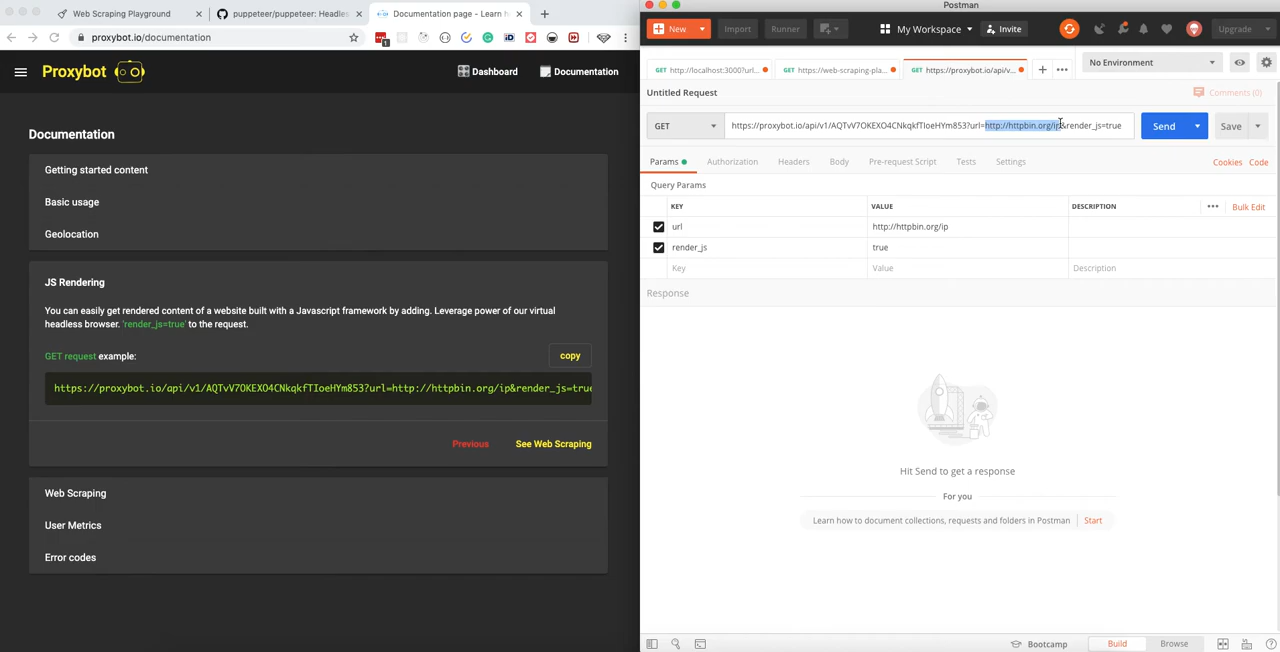 Web Scraping Playground
puppeteer/puppeteer: Headles
Documentation page - Learn h
proxybot.io/documentation
1
Proxybot
Dashboard
Documentation
Documentation
Getting started content
Basic usage
Geolocation
JS Rendering
You can easily get rendered content of a website built with a Javascript framework by adding. Leverage power of our virtual
headless browser. 'render_js=true' to the request.
GET request example:
copy
https://proxybot.io/api/v1/AQTvV7OKEXO4CNkqkfTIoeHYm853?url=http://httpbin.org/ip&render_js=true
Previous
See Web Scraping
Web Scraping
User Metrics
Error codes
Postman
New
Import
Runner
My Workspace
Invite
Upgrade
GET http://localhost:3000?url...
GET https://web-scraping-pla...
GET https://proxybot.io/api/v...
No Environment
Untitled Request
Comments (0)
GET
https://proxybot.io/api/v1/AQTvV7OKEXO4CNkqkfTIoeHYm853?url=http://httpbin.org/ip&render_js=true
Send
Save
Params
Authorization
Headers
Body
Pre-request Script
Tests
Settings
Cookies
Code
Query Params
KEY
VALUE
DESCRIPTION
Bulk Edit
url
http://httpbin.org/ip
render_js
true
Key
Value
Description
Response
Hit Send to get a response
For you
Learn how to document collections, requests and folders in Postman
Start
Bootcamp
Build
Browse